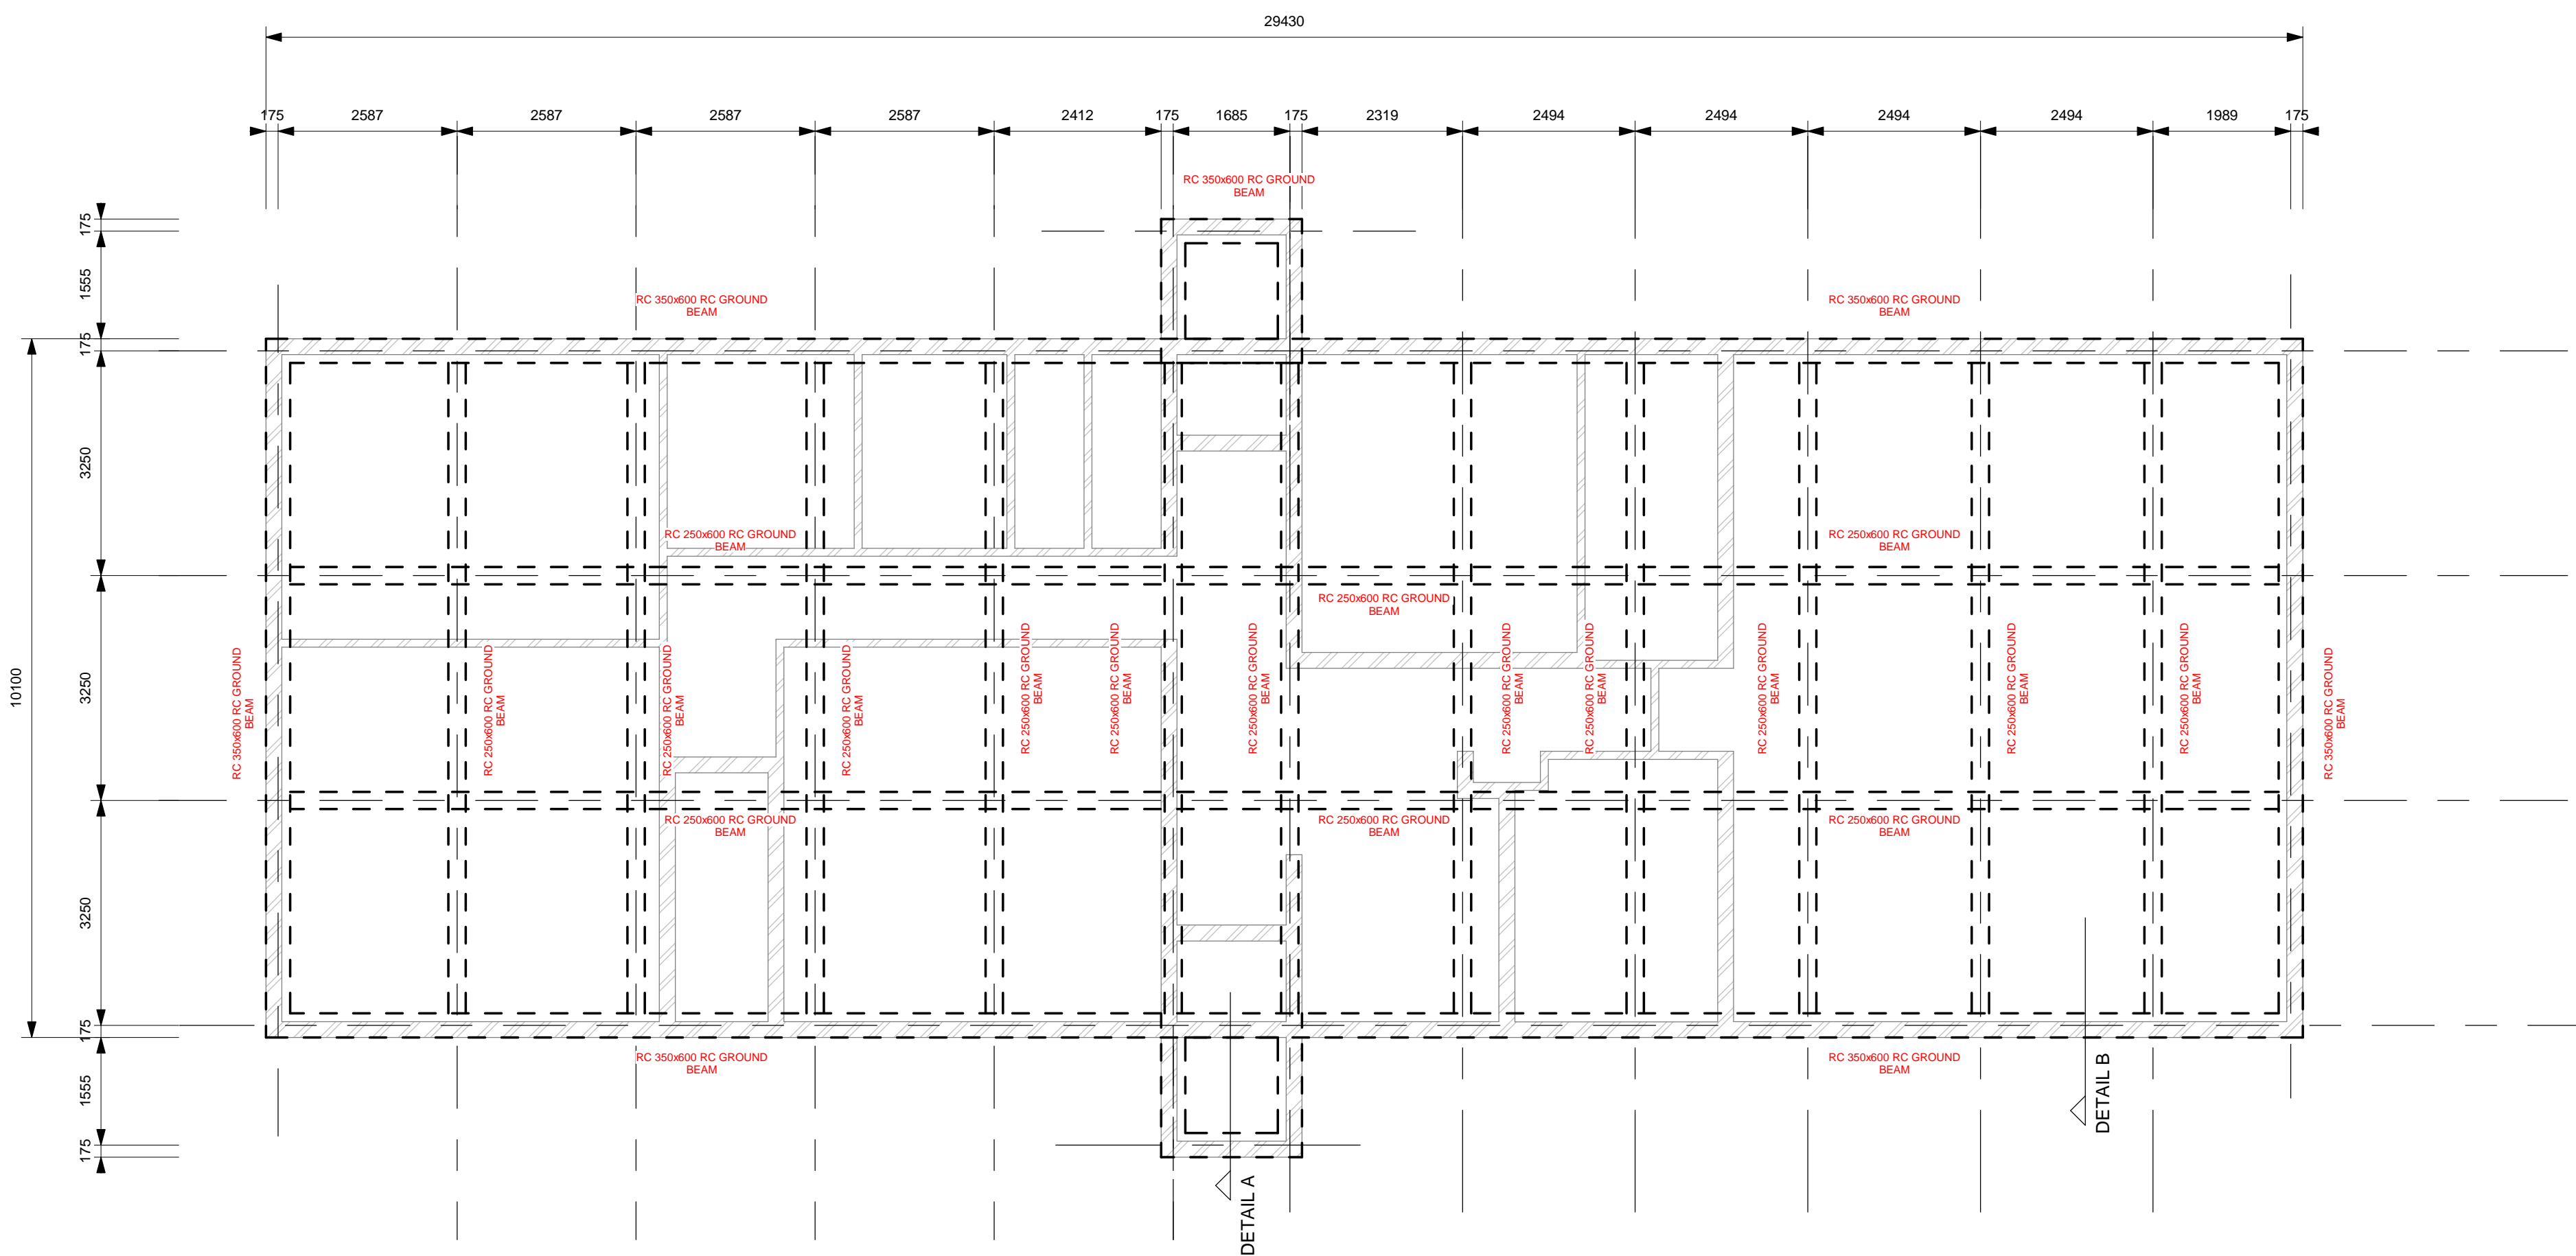 29430
175 2587 2587 2587 2587 2412 175 1685 175 2319 2494 2494 2494 2494 1989 175
RC 350x600 RC GROUND
BEAM
175
1555
175
3250
3250
3250
175
1555
175
10100
RC 350x600 RC GROUND
BEAM
RC 350x600 RC GROUND
BEAM
RC 250x600 RC GROUND
BEAM
RC 250x600 RC GROUND
BEAM
RC 250x600 RC GROUND
BEAM
RC 350x600 RC GROUND
BEAM
RC 250x600 RC GROUND
BEAM
RC 250x600 RC GROUND
BEAM
RC 250x600 RC GROUND
BEAM
RC 250x600 RC GROUND
BEAM
RC 250x600 RC GROUND
BEAM
RC 250x600 RC GROUND
BEAM
RC 250x600 RC GROUND
BEAM
RC 250x600 RC GROUND
BEAM
RC 250x600 RC GROUND
BEAM
RC 250x600 RC GROUND
BEAM
RC 250x600 RC GROUND
BEAM
RC 350x600 RC GROUND
BEAM
RC 250x600 RC GROUND
BEAM
RC 250x600 RC GROUND
BEAM
RC 250x600 RC GROUND
BEAM
RC 350x600 RC GROUND
BEAM
RC 350x600 RC GROUND
BEAM
DETAIL A
DETAIL B